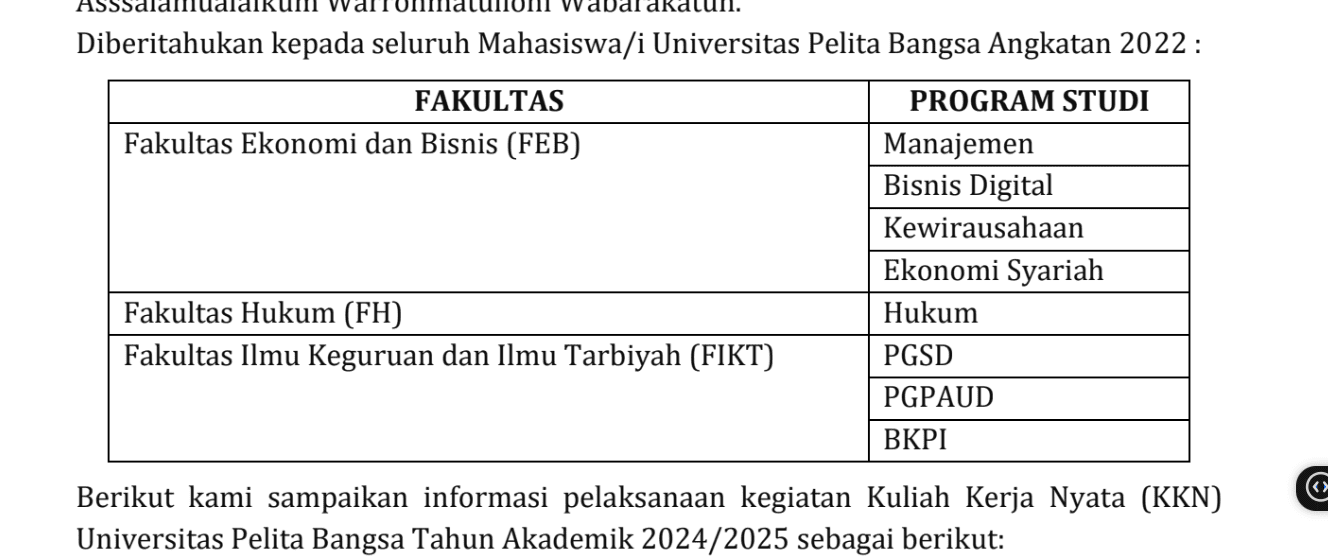 Asssalamualaikum Warrohmatullohi Wabarakatuh.
Diberitahukan kepada seluruh Mahasiswa/i Universitas Pelita Bangsa Angkatan 2022 :
FAKULTAS PROGRAM STUDI
Fakultas Ekonomi dan Bisnis (FEB) Manajemen
Bisnis Digital
Kewirausahaan
Ekonomi Syariah
Fakultas Hukum (FH) Hukum
Fakultas Ilmu Keguruan dan Ilmu Tarbiyah (FIKT) PGSD
PGPAUD
BKPI
Berikut kami sampaikan informasi pelaksanaan kegiatan Kuliah Kerja Nyata (KKN)
Universitas Pelita Bangsa Tahun Akademik 2024/2025 sebagai berikut: